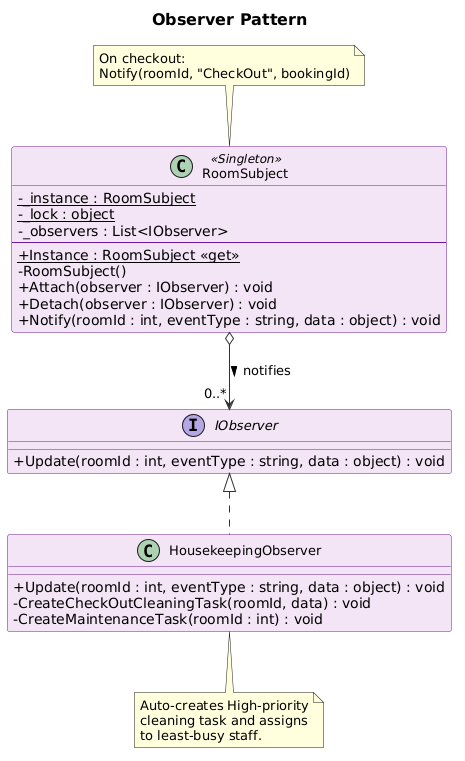 Observer Pattern
On checkout:
Notify(roomId, "CheckOut", bookingId)
C
«Singleton»
RoomSubject
-_instance : RoomSubject
-_lock : object
-_observers : List<IObserver>
+Instance : RoomSubject «get»
-RoomSubject()
+Attach(observer : IObserver) : void
+Detach(observer : IObserver) : void
+Notify(roomId : int, eventType : string, data : object) : void
notifies
0..*
I IObserver
+Update(roomId : int, eventType : string, data : object) : void
C HousekeepingObserver
+Update(roomId : int, eventType : string, data : object) : void
-CreateCheckOutCleaningTask(roomId, data) : void
-CreateMaintenanceTask(roomId : int) : void
Auto-creates High-priority
cleaning task and assigns
to least-busy staff.